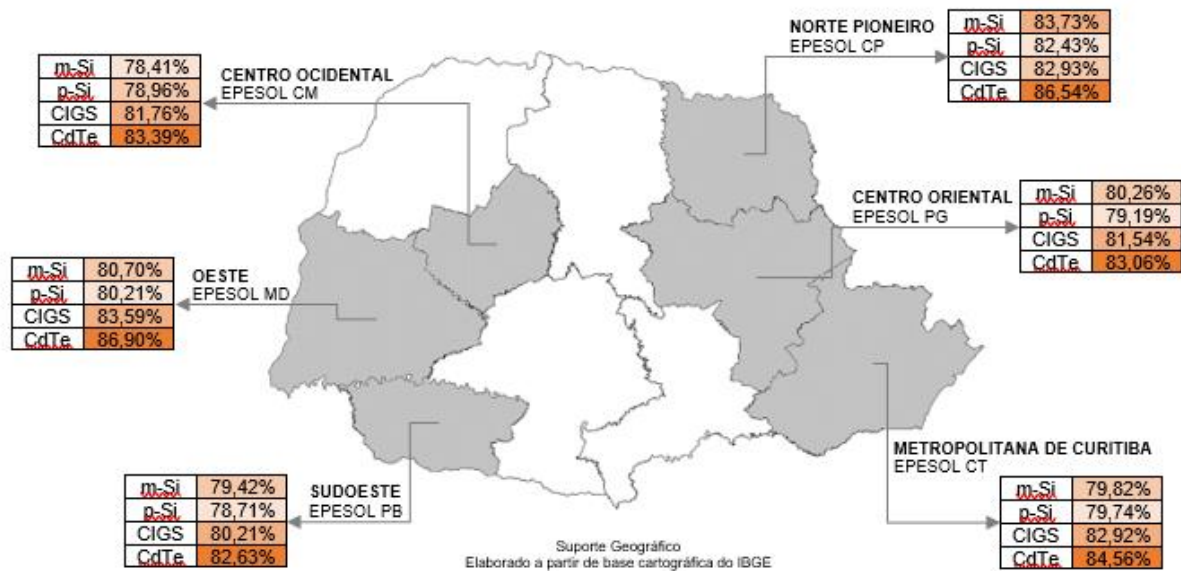 NORTE PIONEIRO
EPESOL CP
m-Si 83,73%
p-Si 82,43%
CIGS 82,93%
CdTe 86,54%
m-Si 78,41%
p-Si 78,96%
CIGS 81,76%
CdTe 83,39%
CENTRO OCIDENTAL
EPESOL CM
CENTRO ORIENTAL
EPESOL PG
m-Si 80,26%
p-Si 79,19%
CIGS 81,54%
CdTe 83,06%
m-Si 80,70%
p-Si 80,21%
CIGS 83,59%
CdTe 86,90%
OESTE
EPESOL MD
METROPOLITANA DE CURITIBA
EPESOL CT
m-Si 79,82%
p-Si 79,74%
CIGS 82,92%
CdTe 84,56%
m-Si 79,42%
p-Si 78,71%
CIGS 80,21%
CdTe 82,63%
SUDOESTE
EPESOL PB
Suporte Geográfico
Elaborado a partir de base cartográfica do IBGE